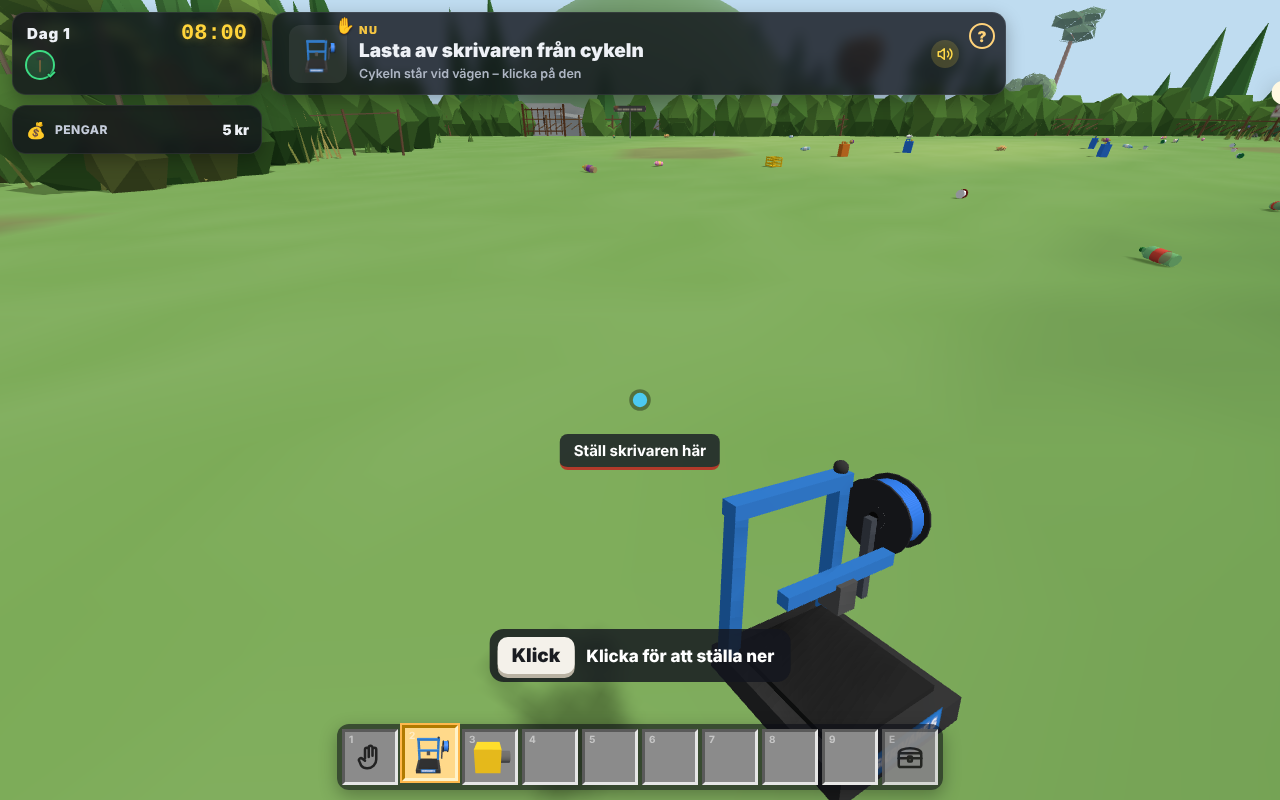 Dag 1
08:00
NU
Lasta av skrivaren från cykeln
Cykeln står vid vägen – klicka på den
?
PENGAR
5 kr
Ställ skrivaren här
Klick
Klicka för att ställa ner
1
2
3
4
5
6
7
8
9
E